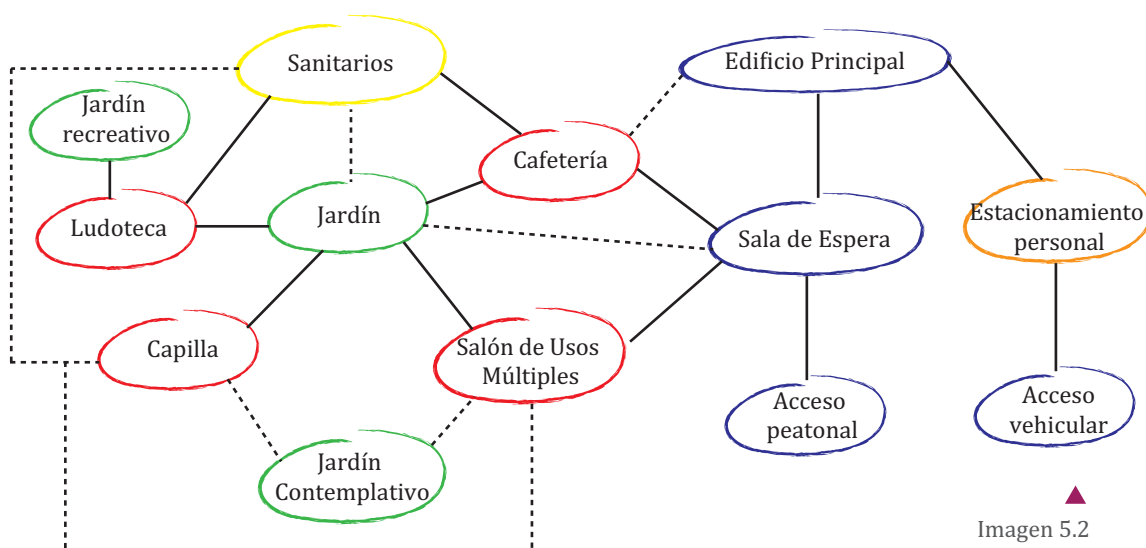 Sanitarios
Edificio Principal
Jardín
recreativo
Cafetería
Ludoteca
Jardín
Sala de Espera
Estacionamiento
personal
Capilla
Salón de Usos
Múltiples
Acceso
peatonal
Acceso
vehicular
Jardín
Contemplativo
Imagen 5.2